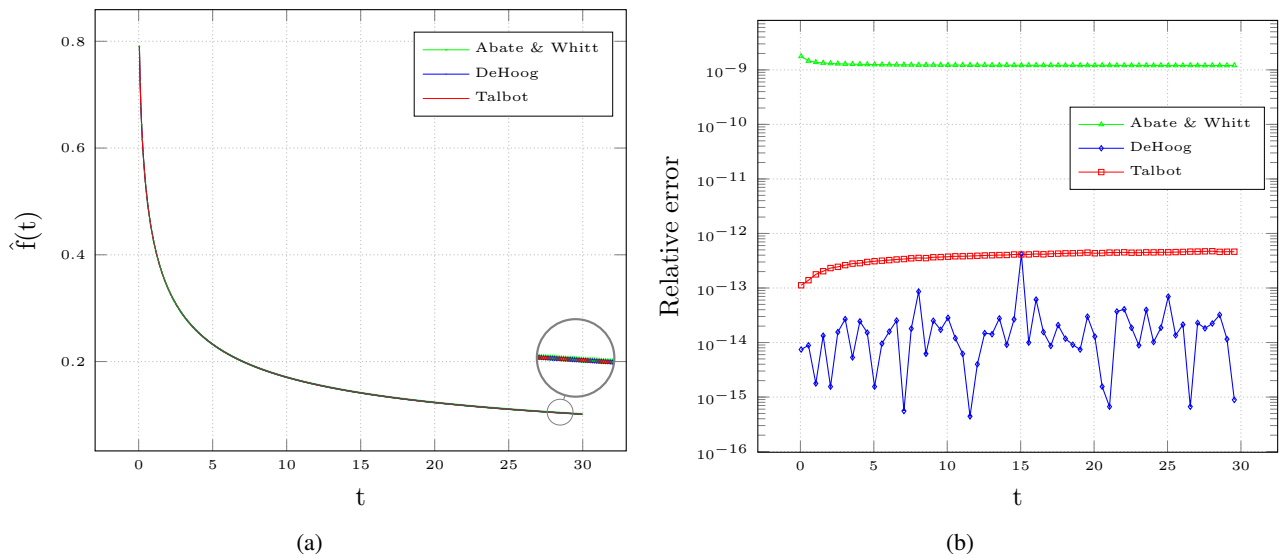 0.8
0.6
0.4
0.2
f̂(t)
0 5 10 15 20 25 30
t
Abate & Whitt
DeHoog
Talbot
(a)
10⁻⁹
10⁻¹⁰
10⁻¹¹
10⁻¹²
10⁻¹³
10⁻¹⁴
10⁻¹⁵
10⁻¹⁶
Relative error
0 5 10 15 20 25 30
t
Abate & Whitt
DeHoog
Talbot
(b)